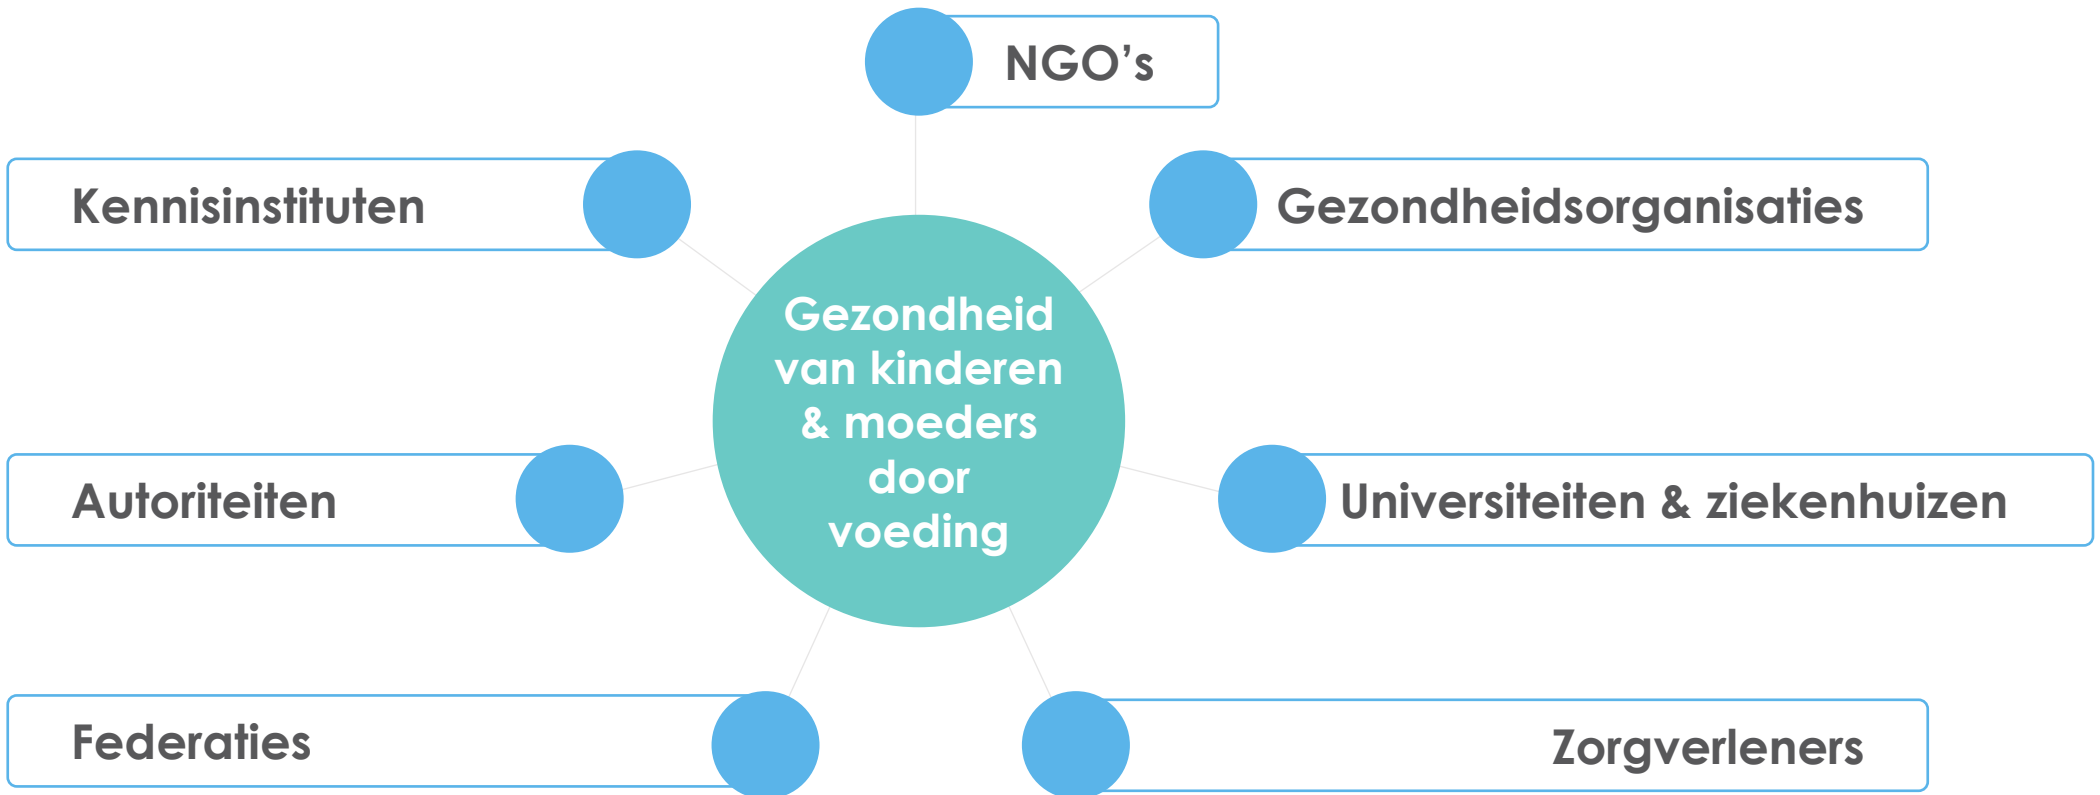 NGO’s
Kennisinstituten
Gezondheidsorganisaties
Gezondheid
van kinderen
& moeders
door
voeding
Autoriteiten
Universiteiten & ziekenhuizen
Federaties
Zorgverleners